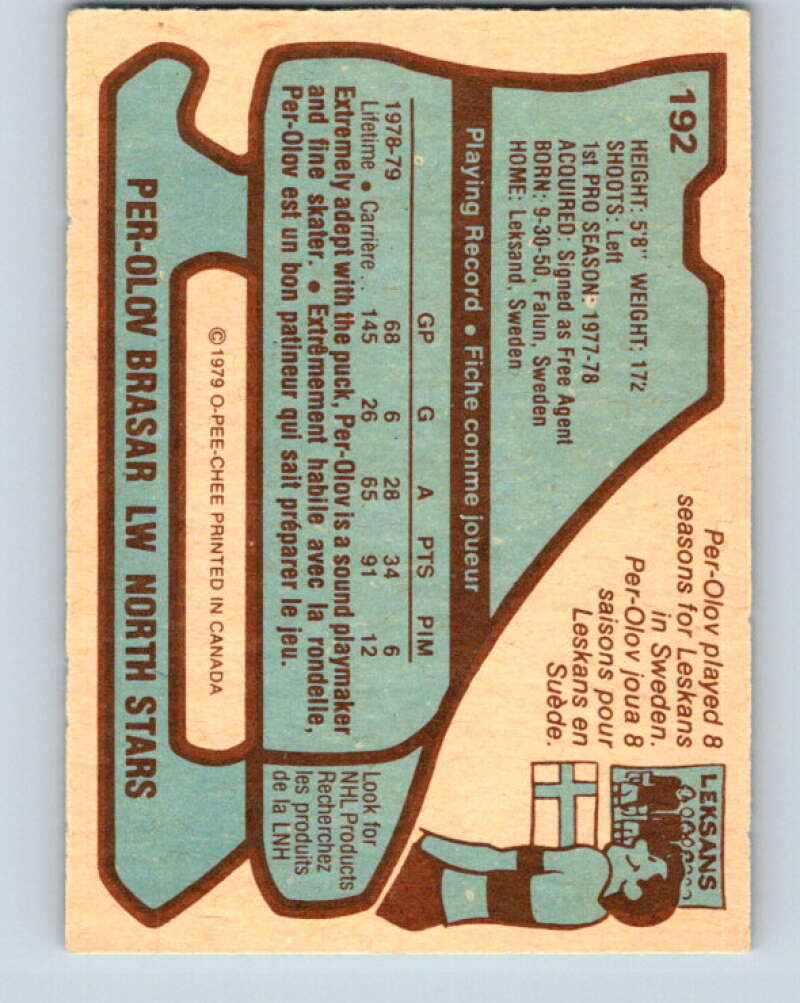 192
HEIGHT: 5'8" WEIGHT: 172
SHOOTS: Left
1st PRO SEASON: 1977-78
ACQUIRED: Signed as Free Agent
BORN: 9-30-50, Falun, Sweden
HOME: Leksand, Sweden
Per-Olov played 8
seasons for Leskans
in Sweden.
Per-Olov joua 8
saisons pour
Leskans en
Suède.
LEKSANS
Playing Record • Fiche comme joueur
GP G A PTS PIM
1978-79 68 6 28 34 6
Lifetime • Carrière . . 145 26 65 91 12
Extremely adept with the puck, Per-Olov is a sound playmaker
and fine skater. • Extrêmement habile avec la rondelle,
Per-Olov est un bon patineur qui sait préparer le jeu.
Look for
NHL Products
Recherchez
les produits
de la LNH
© 1979 O-PEE-CHEE PRINTED IN CANADA
PER-OLOV BRASAR LW NORTH STARS